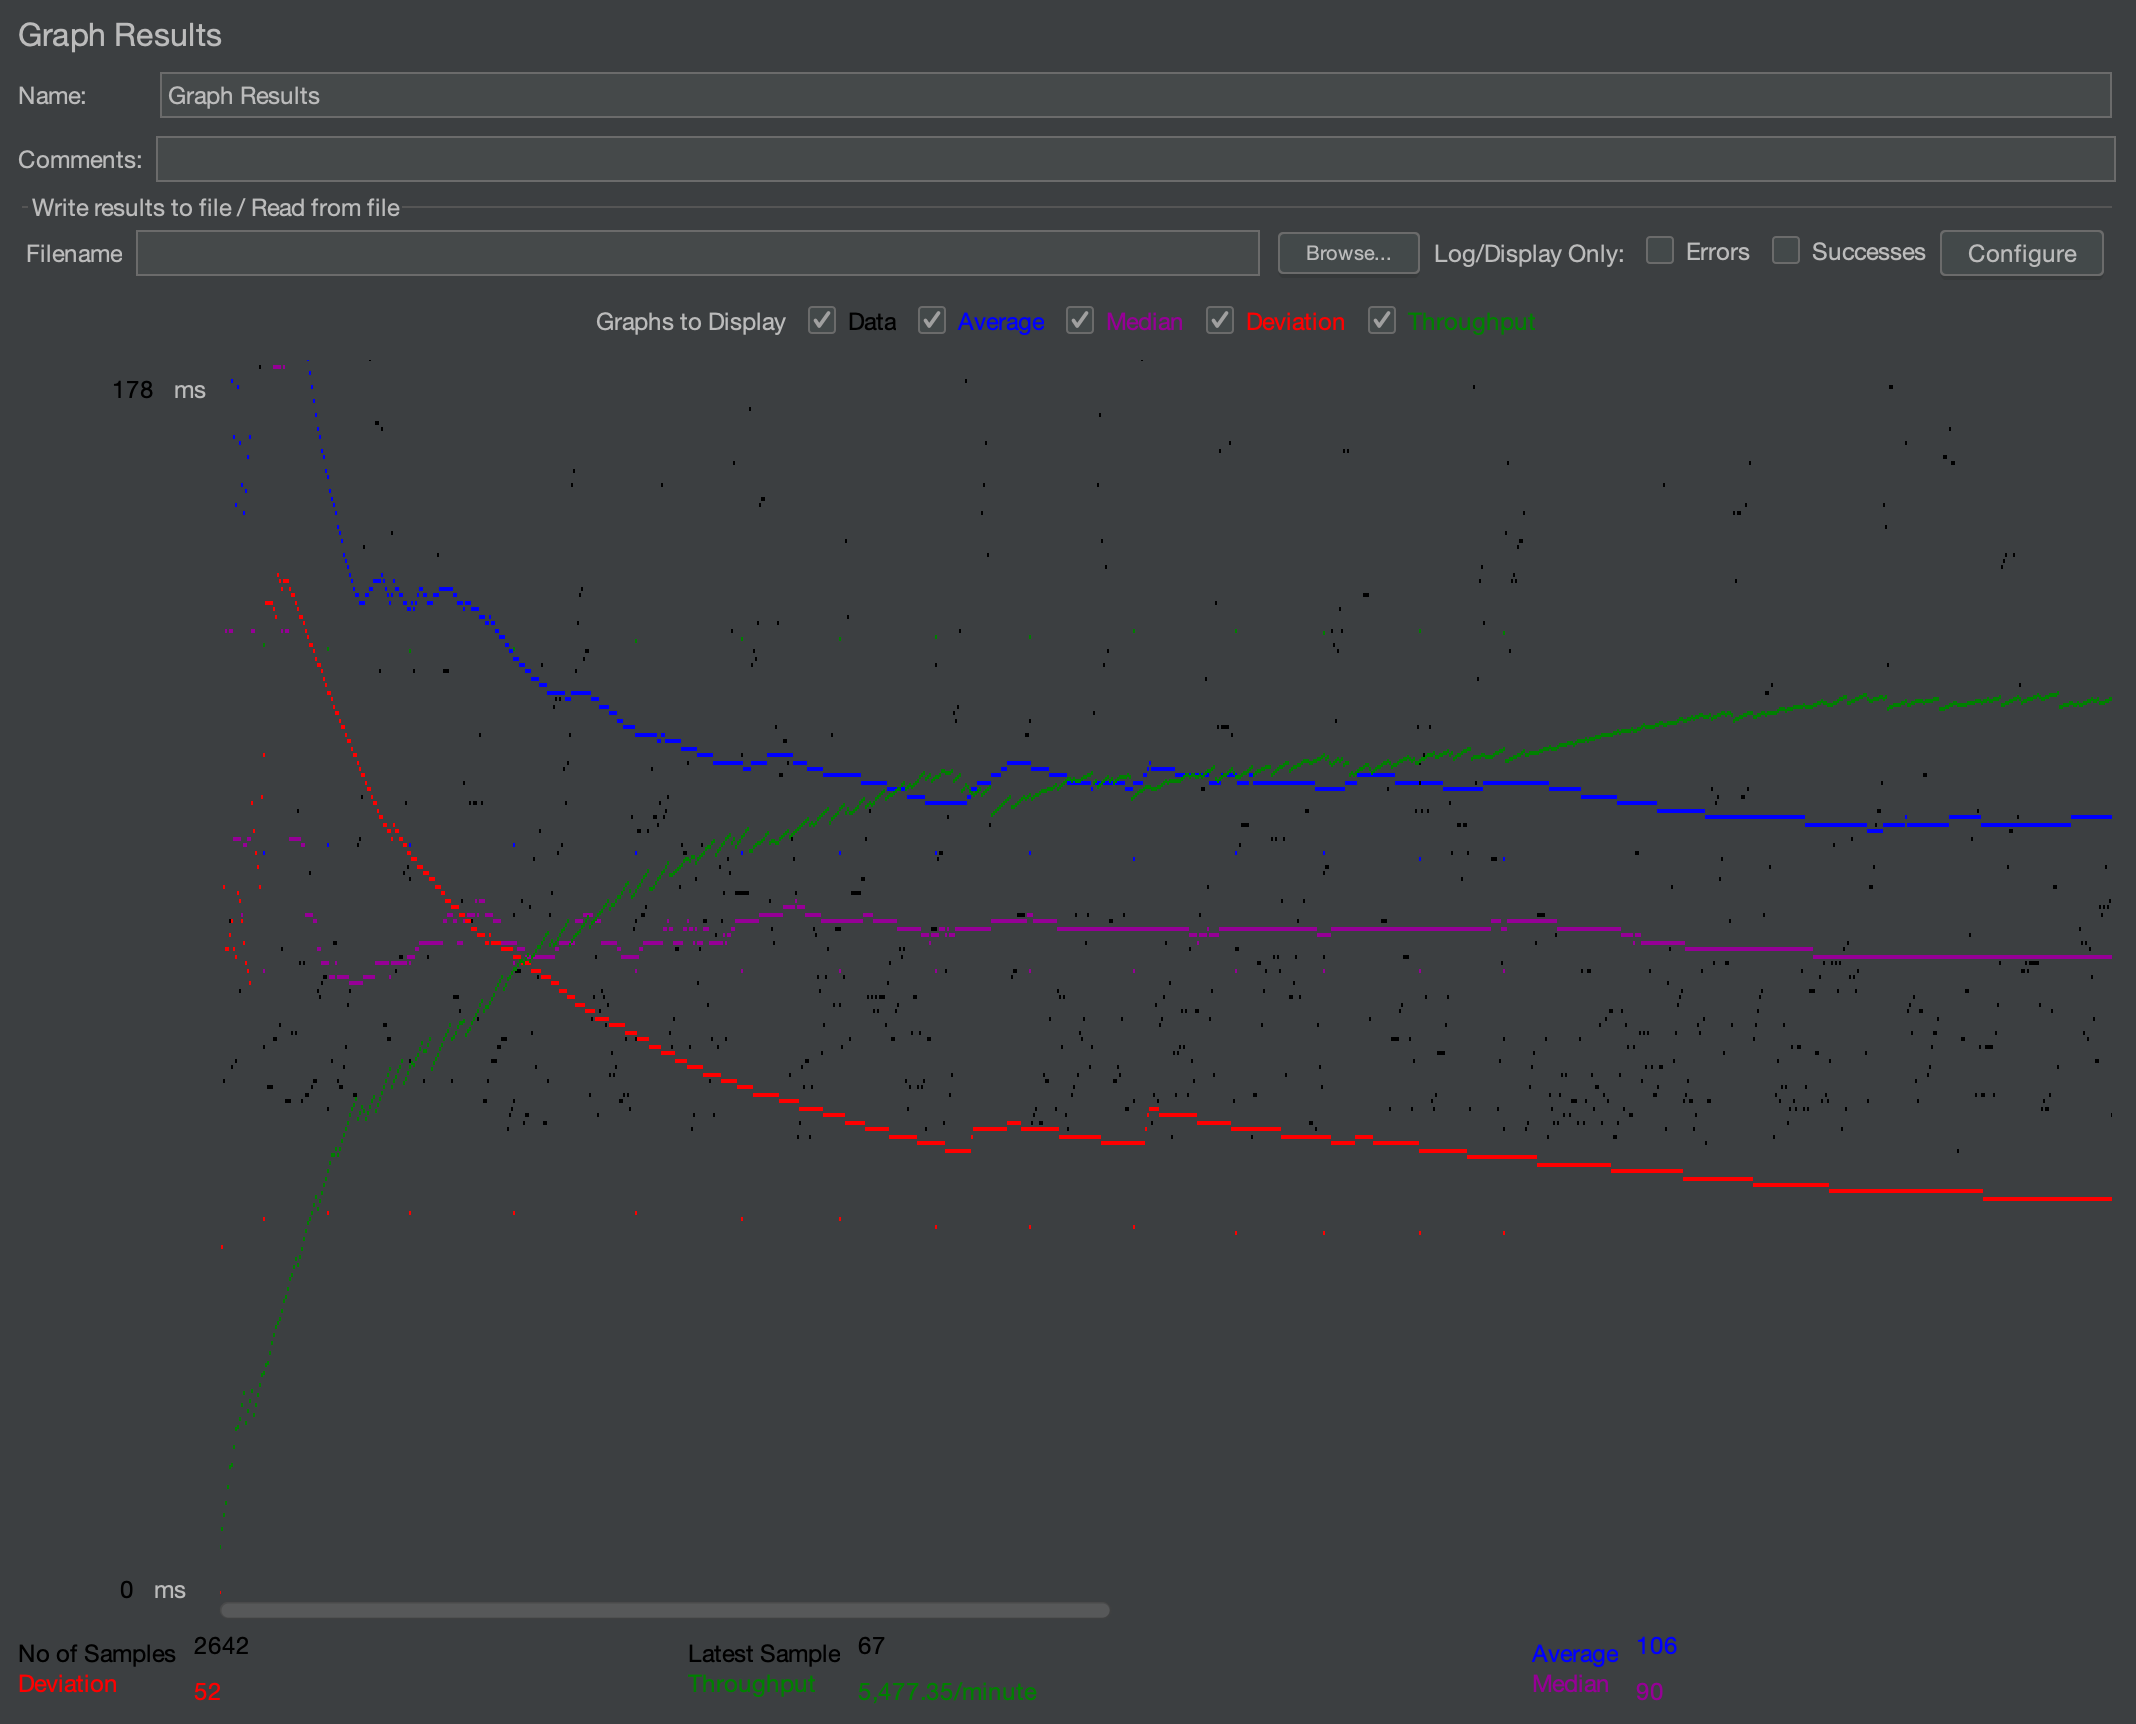 Graph Results
Name: Graph Results
Comments:
Write results to file / Read from file
Filename Browse... Log/Display Only: Errors Successes Configure
Graphs to Display Data Average Median Deviation Throughput
178 ms
0 ms
No of Samples 2642 Latest Sample 67 Average 106
Deviation 52 Throughput 5,477.35/minute Median 90